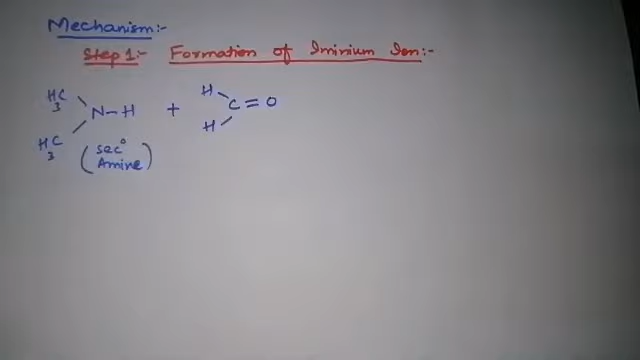 Mechanism:-
Step 1:- Formation of Iminium Ion:-
H3C
N-H + H
C=O
H
H3C
(sec° Amine)